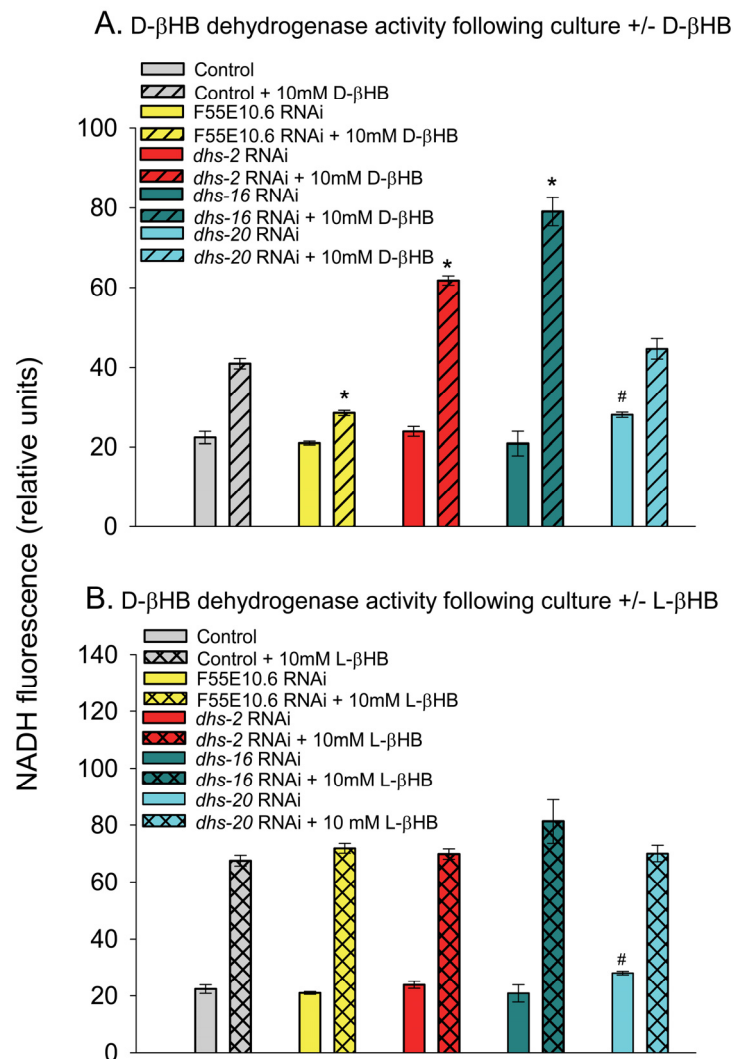 A. D-βHB dehydrogenase activity following culture +/- D-βHB
Control
Control + 10mM D-βHB
F55E10.6 RNAi
F55E10.6 RNAi + 10mM D-βHB
dhs-2 RNAi
dhs-2 RNAi + 10mM D-βHB
dhs-16 RNAi
dhs-16 RNAi + 10mM D-βHB
dhs-20 RNAi
dhs-20 RNAi + 10mM D-βHB
100
80
60
40
20
0
*
*
*
#
NADH fluorescence (relative units)
B. D-βHB dehydrogenase activity following culture +/- L-βHB
Control
Control + 10mM L-βHB
F55E10.6 RNAi
F55E10.6 RNAi + 10mM L-βHB
dhs-2 RNAi
dhs-2 RNAi + 10mM L-βHB
dhs-16 RNAi
dhs-16 RNAi + 10mM L-βHB
dhs-20 RNAi
dhs-20 RNAi + 10 mM L-βHB
140
120
100
80
60
40
20
0
#